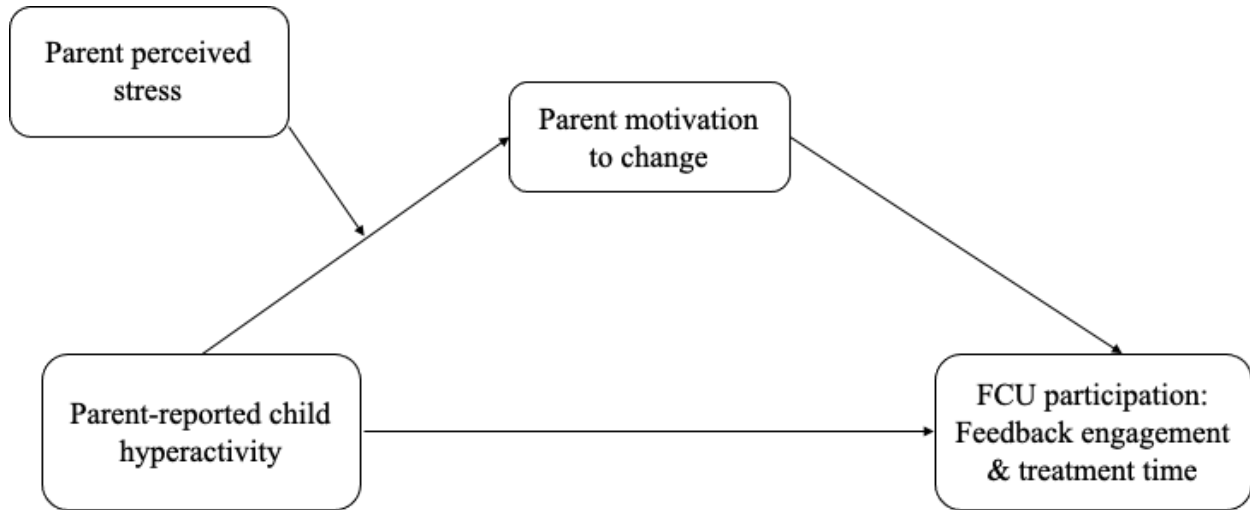 Parent perceived
stress
Parent motivation
to change
Parent-reported child
hyperactivity
FCU participation:
Feedback engagement
& treatment time